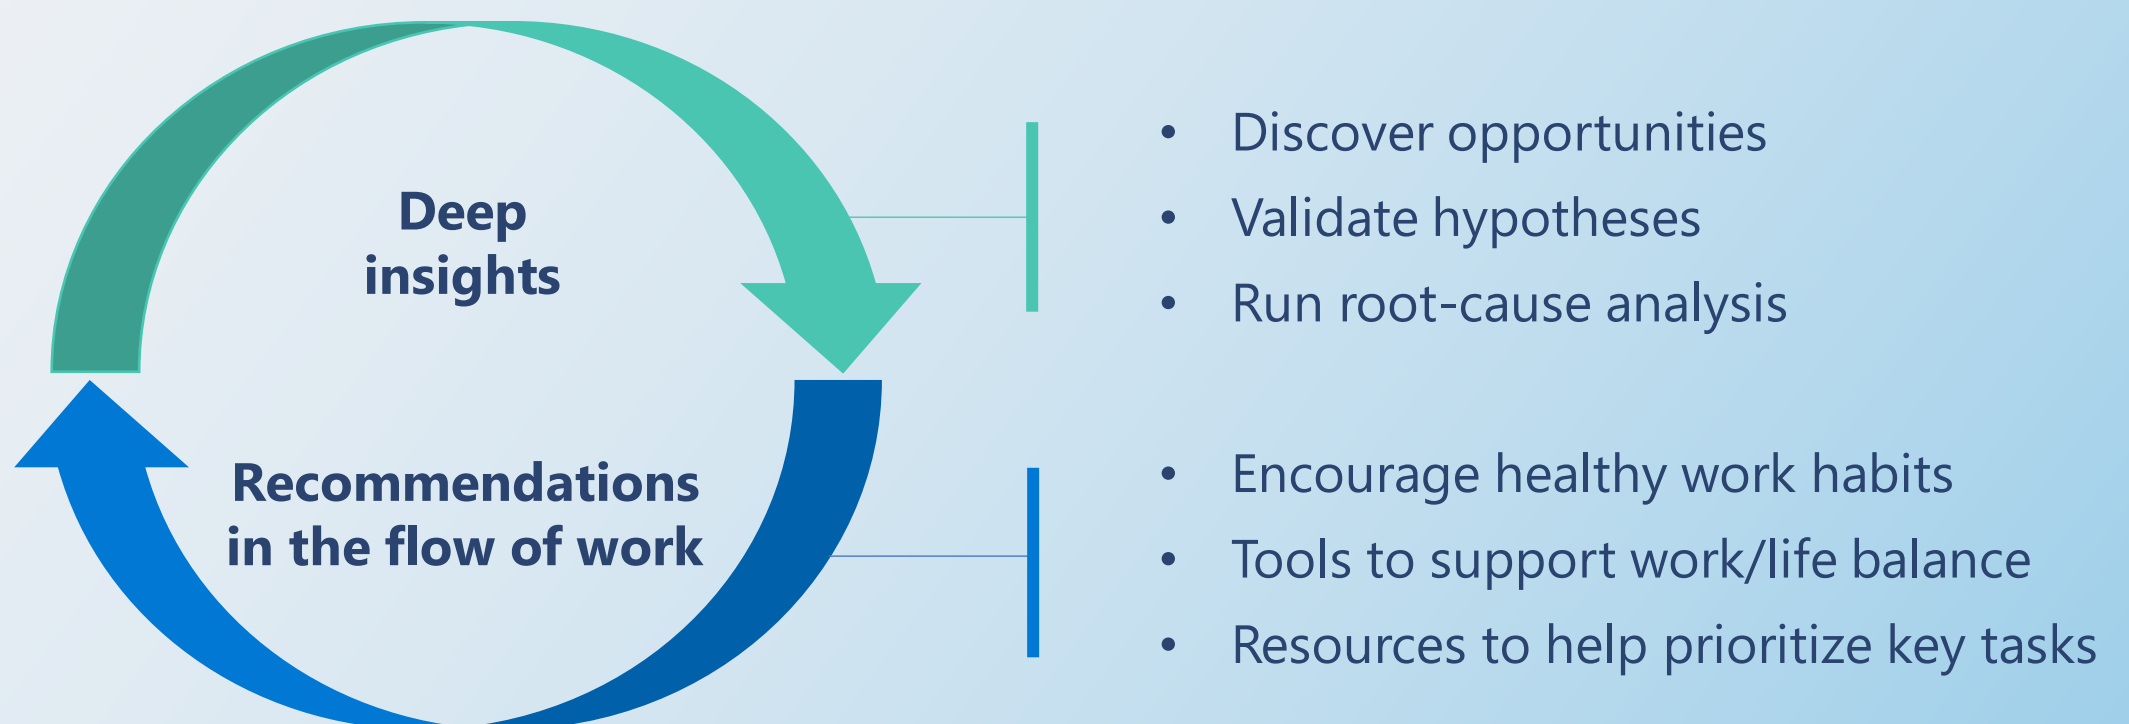 Deep
insights
• Discover opportunities
• Validate hypotheses
• Run root-cause analysis
Recommendations
in the flow of work
• Encourage healthy work habits
• Tools to support work/life balance
• Resources to help prioritize key tasks